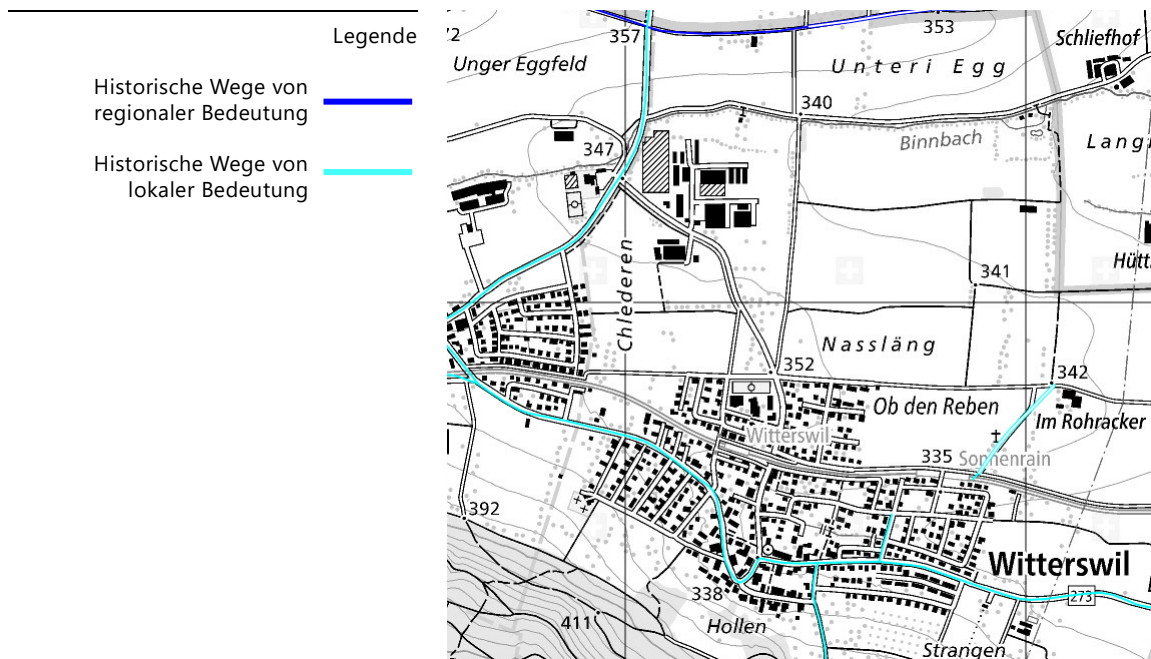 Legende
Historische Wege von
regionaler Bedeutung
Historische Wege von
lokaler Bedeutung
72
357
353
Schliefhof
Unger Eggfeld
Unteri Egg
340
Binnbach
347
Chlederen
341
352
Nassläng
342
Ob den Reben
Im Rohracker
Witterswil
335
Sonnenrain
392
Witterswil
273
338
411
Hollen
Strangen